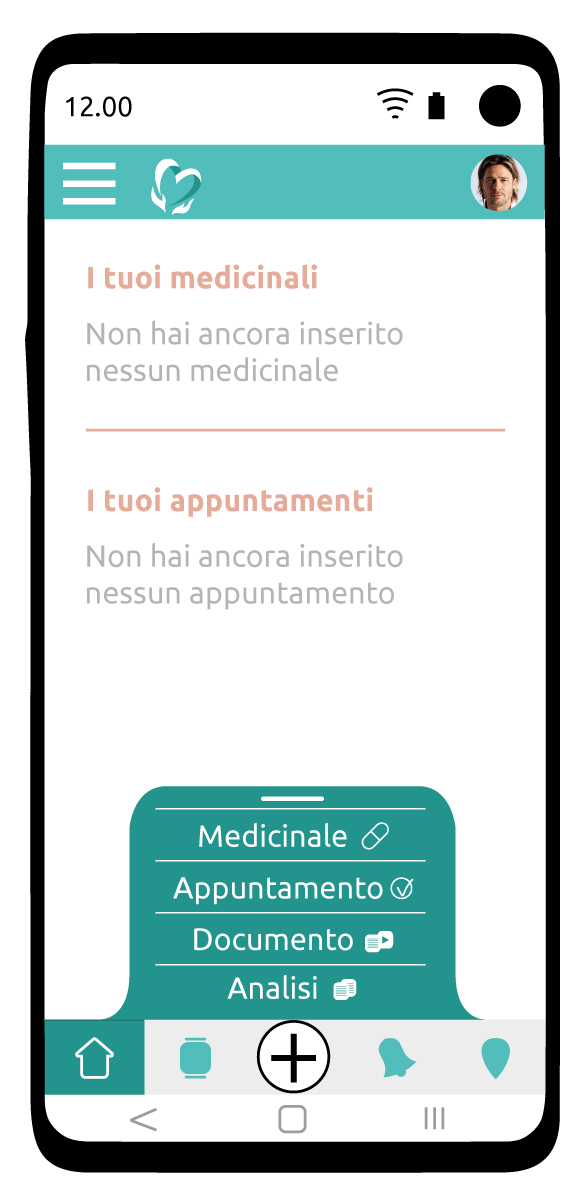 12.00
I tuoi medicinali
Non hai ancora inserito
nessun medicinale
I tuoi appuntamenti
Non hai ancora inserito
nessun appuntamento
Medicinale
Appuntamento
Documento
Analisi